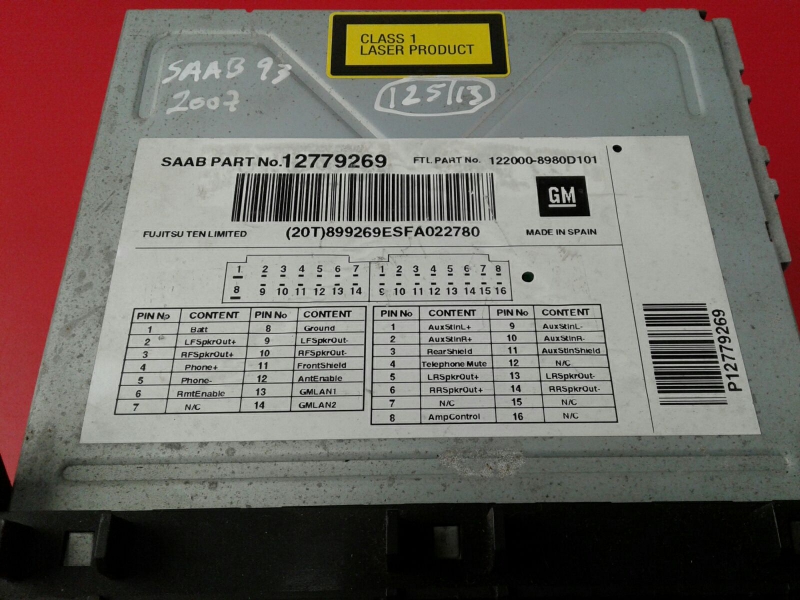 CLASS 1
LASER PRODUCT
SAAB 93
2007
125/13
SAAB PART No. 12779269 FTL PART No. 122000-8980D101
GM
FUJITSU TEN LIMITED (20T)899269ESFA022780 MADE IN SPAIN
1 2 3 4 5 6 7 1 2 3 4 5 6 7 8
8 9 10 11 12 13 14 9 10 11 12 13 14 15 16
PIN No CONTENT PIN No CONTENT PIN No CONTENT PIN No CONTENT
1 Batt 8 Ground 1 AuxStInL+ 9 AuxStInL-
2 LFSpkrOut+ 9 LFSpkrOut- 2 AuxStInR+ 10 AuxStInR-
3 RFSpkrOut+ 10 RFSpkrOut- 3 RearShield 11 AuxStInShield
4 Phone+ 11 FrontShield 4 Telephone Mute 12 N/C
5 Phone- 12 AntEnable 5 LRSpkrOut+ 13 LRSpkrOut-
6 RmtEnable 13 GMLAN1 6 RRSpkrOut+ 14 RRSpkrOut-
7 N/C 14 GMLAN2 7 N/C 15 N/C
8 AmpControl 16 N/C
P12779269